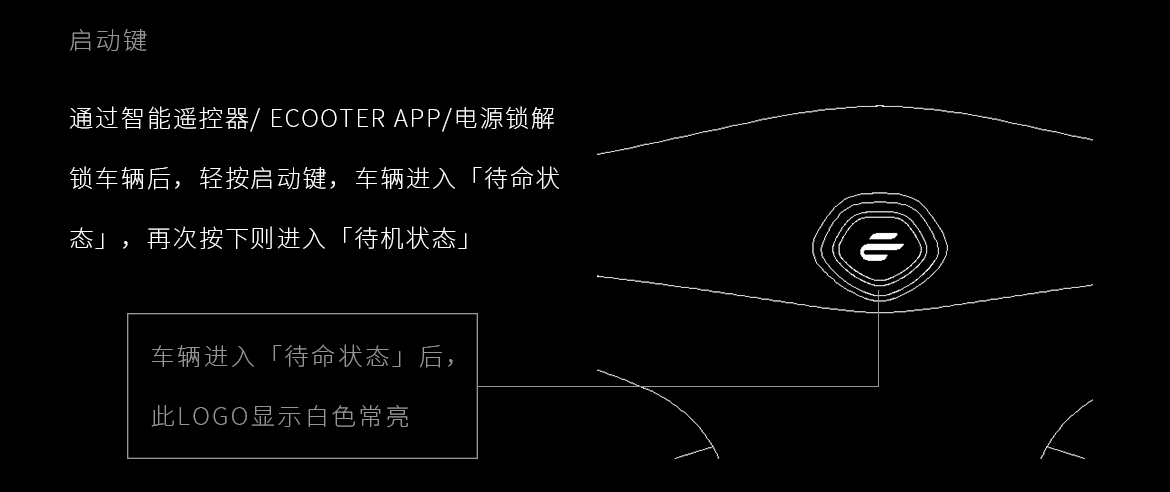 启动键
通过智能遥控器/ ECOOTER APP/电源锁解
锁车辆后，轻按启动键，车辆进入「待命状
态」，再次按下则进入「待机状态」
车辆进入「待命状态」后，
此LOGO显示白色常亮